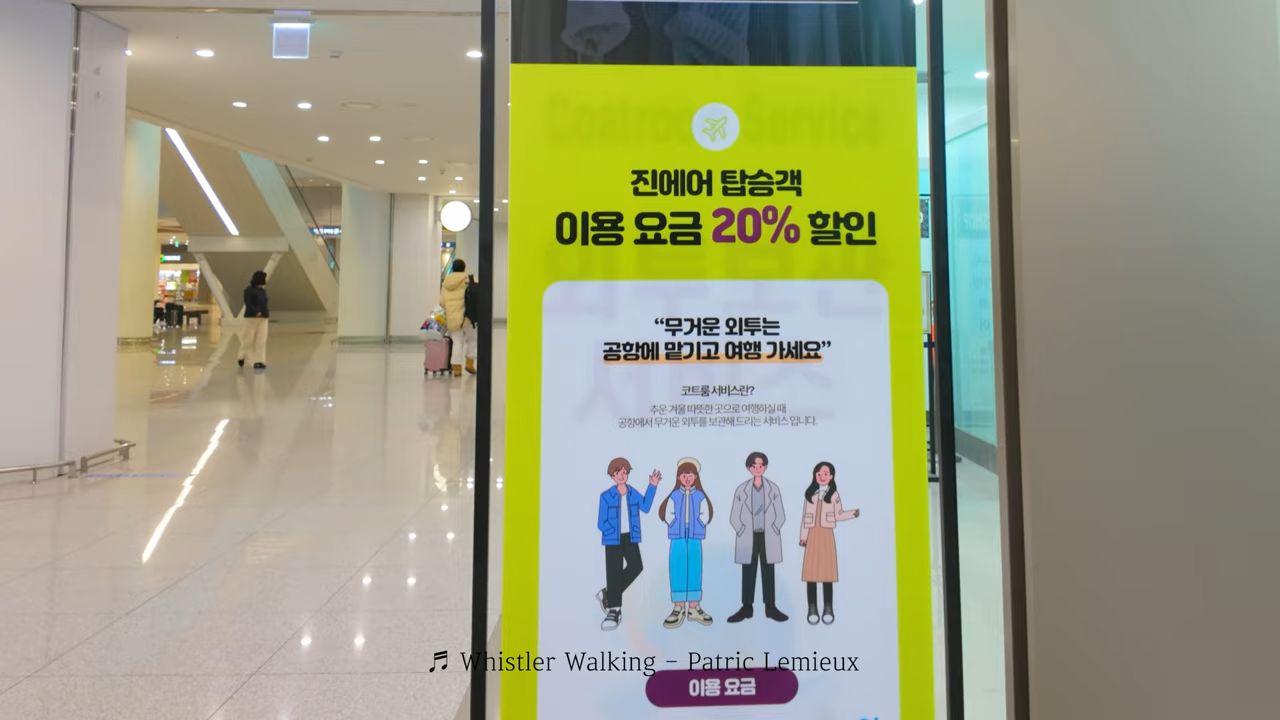 Coatroom Service
진에어 탑승객
이용 요금 20% 할인
“무거운 외투는
공항에 맡기고 여행 가세요”
코트룸 서비스란?
추운 겨울 따뜻한 곳으로 여행하실 때
공항에서 무거운 외투를 보관해 드리는 서비스 입니다.
♬ Whistler Walking - Patric Lemieux
이용 요금